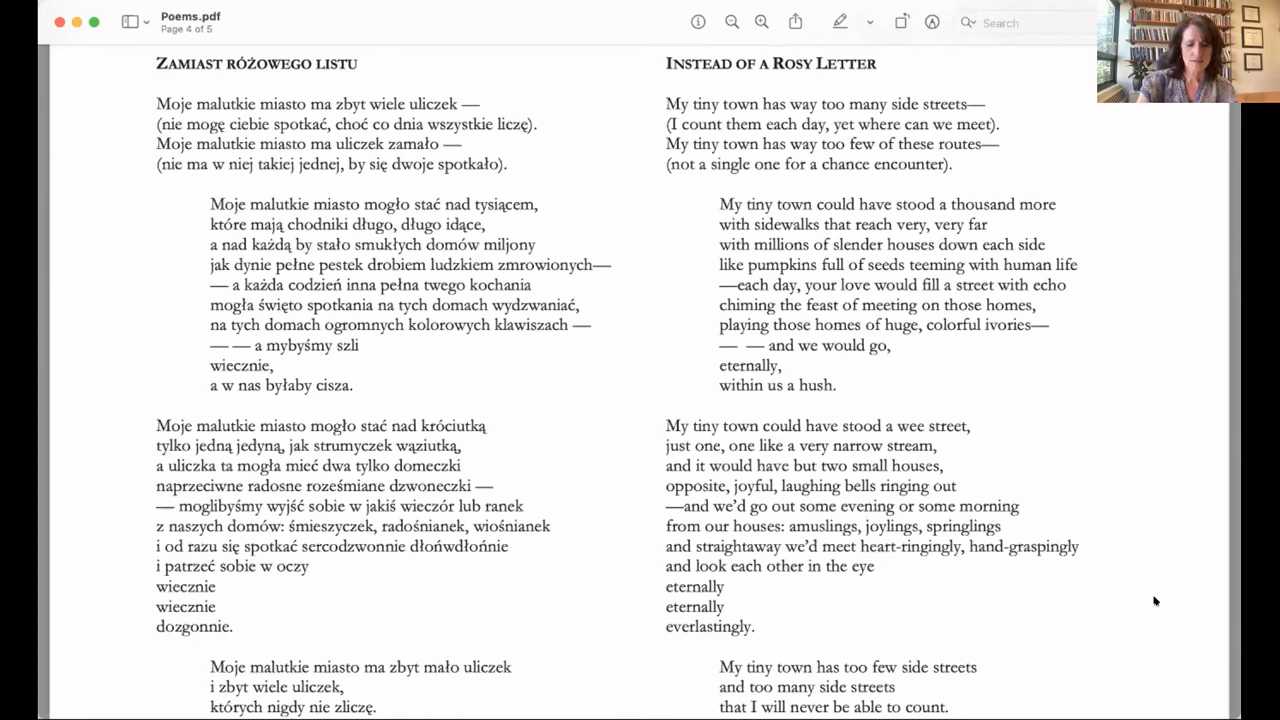 Poems.pdf
Page 4 of 5
Search
ZAMIAST RÓŻOWEGO LISTU
Moje malutkie miasto ma zbyt wiele uliczek —
(nie mogę ciebie spotkać, choć co dnia wszystkie liczę).
Moje malutkie miasto ma uliczek zamało —
(nie ma w niej takiej jednej, by się dwoje spotkało).
Moje malutkie miasto mogło stać nad tysiącem,
które mają chodniki długo, długo idące,
a nad każdą by stało smukłych domów miljony
jak dynie pełne pestek drobiem ludzkiem zmrowionych—
— a każda codzień inna pełna twego kochania
mogła święto spotkania na tych domach wydzwaniać,
na tych domach ogromnych kolorowych klawiszach —
— — a mybyśmy szli
wiecznie,
a w nas byłaby cisza.
Moje malutkie miasto mogło stać nad króciutką
tylko jedną jedyną, jak strumyczek wąziutką,
a uliczka ta mogła mieć dwa tylko domeczki
naprzeciwne radosne roześmiane dzwoneczki —
— moglibyśmy wyjść sobie w jakiś wieczór lub ranek
z naszych domów: śmieszyczek, radośnianek, wiośnianek
i od razu się spotkać sercodzwonnie dłońwdłońnie
i patrzeć sobie w oczy
wiecznie
wiecznie
dozgonnie.
Moje malutkie miasto ma zbyt mało uliczek
i zbyt wiele uliczek,
których nigdy nie zliczę.
INSTEAD OF A ROSY LETTER
My tiny town has way too many side streets—
(I count them each day, yet where can we meet).
My tiny town has way too few of these routes—
(not a single one for a chance encounter).
My tiny town could have stood a thousand more
with sidewalks that reach very, very far
with millions of slender houses down each side
like pumpkins full of seeds teeming with human life
—each day, your love would fill a street with echo
chiming the feast of meeting on those homes,
playing those homes of huge, colorful ivories—
— — and we would go,
eternally,
within us a hush.
My tiny town could have stood a wee street,
just one, one like a very narrow stream,
and it would have but two small houses,
opposite, joyful, laughing bells ringing out
—and we'd go out some evening or some morning
from our houses: amuslings, joylings, springlings
and straightaway we'd meet heart-ringingly, hand-graspingly
and look each other in the eye
eternally
eternally
everlastingly.
My tiny town has too few side streets
and too many side streets
that I will never be able to count.